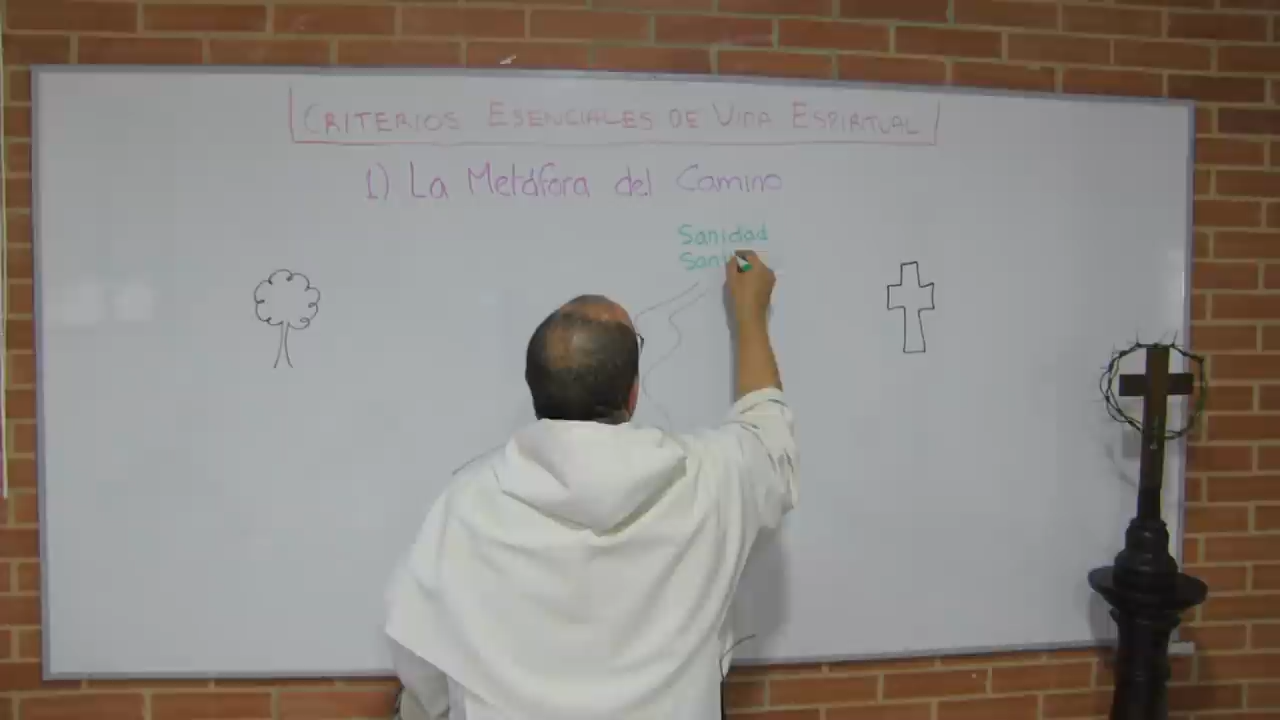 CRITERIOS ESENCIALES DE VIDA ESPIRITUAL
1) La Metáfora del Camino
Sanidad